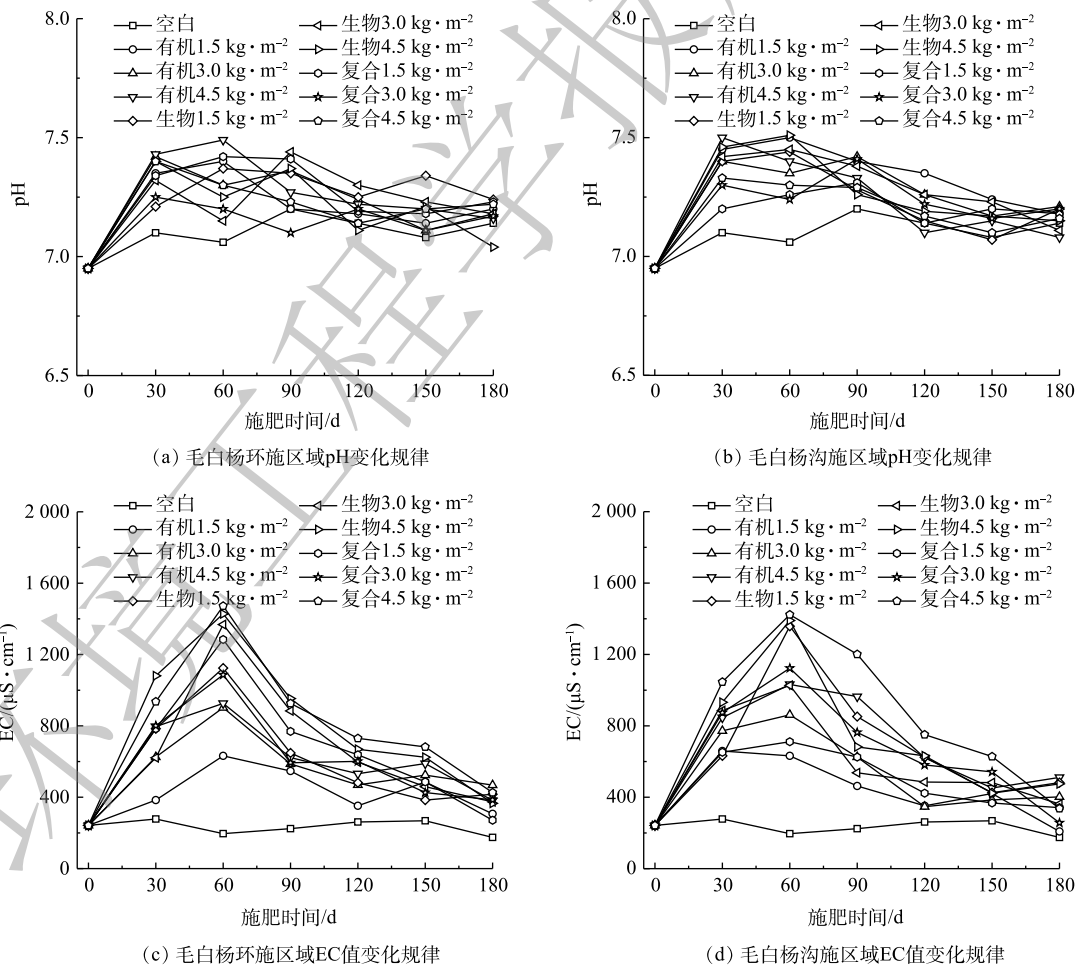 8.0
7.5
7.0
6.5
pH
空白
有机1.5 kg·m⁻²
有机3.0 kg·m⁻²
有机4.5 kg·m⁻²
生物1.5 kg·m⁻²
生物3.0 kg·m⁻²
生物4.5 kg·m⁻²
复合1.5 kg·m⁻²
复合3.0 kg·m⁻²
复合4.5 kg·m⁻²
0 30 60 90 120 150 180
施肥时间/d
(a) 毛白杨环施区域pH变化规律
8.0
7.5
7.0
6.5
pH
空白
有机1.5 kg·m⁻²
有机3.0 kg·m⁻²
有机4.5 kg·m⁻²
生物1.5 kg·m⁻²
生物3.0 kg·m⁻²
生物4.5 kg·m⁻²
复合1.5 kg·m⁻²
复合3.0 kg·m⁻²
复合4.5 kg·m⁻²
0 30 60 90 120 150 180
施肥时间/d
(b) 毛白杨沟施区域pH变化规律
2 000
1 600
1 200
800
400
0
EC/(μS·cm⁻¹)
空白
有机1.5 kg·m⁻²
有机3.0 kg·m⁻²
有机4.5 kg·m⁻²
生物1.5 kg·m⁻²
生物3.0 kg·m⁻²
生物4.5 kg·m⁻²
复合1.5 kg·m⁻²
复合3.0 kg·m⁻²
复合4.5 kg·m⁻²
0 30 60 90 120 150 180
施肥时间/d
(c) 毛白杨环施区域EC值变化规律
2 000
1 600
1 200
800
400
0
EC/(μS·cm⁻¹)
空白
有机1.5 kg·m⁻²
有机3.0 kg·m⁻²
有机4.5 kg·m⁻²
生物1.5 kg·m⁻²
生物3.0 kg·m⁻²
生物4.5 kg·m⁻²
复合1.5 kg·m⁻²
复合3.0 kg·m⁻²
复合4.5 kg·m⁻²
0 30 60 90 120 150 180
施肥时间/d
(d) 毛白杨沟施区域EC值变化规律
环境工程学报